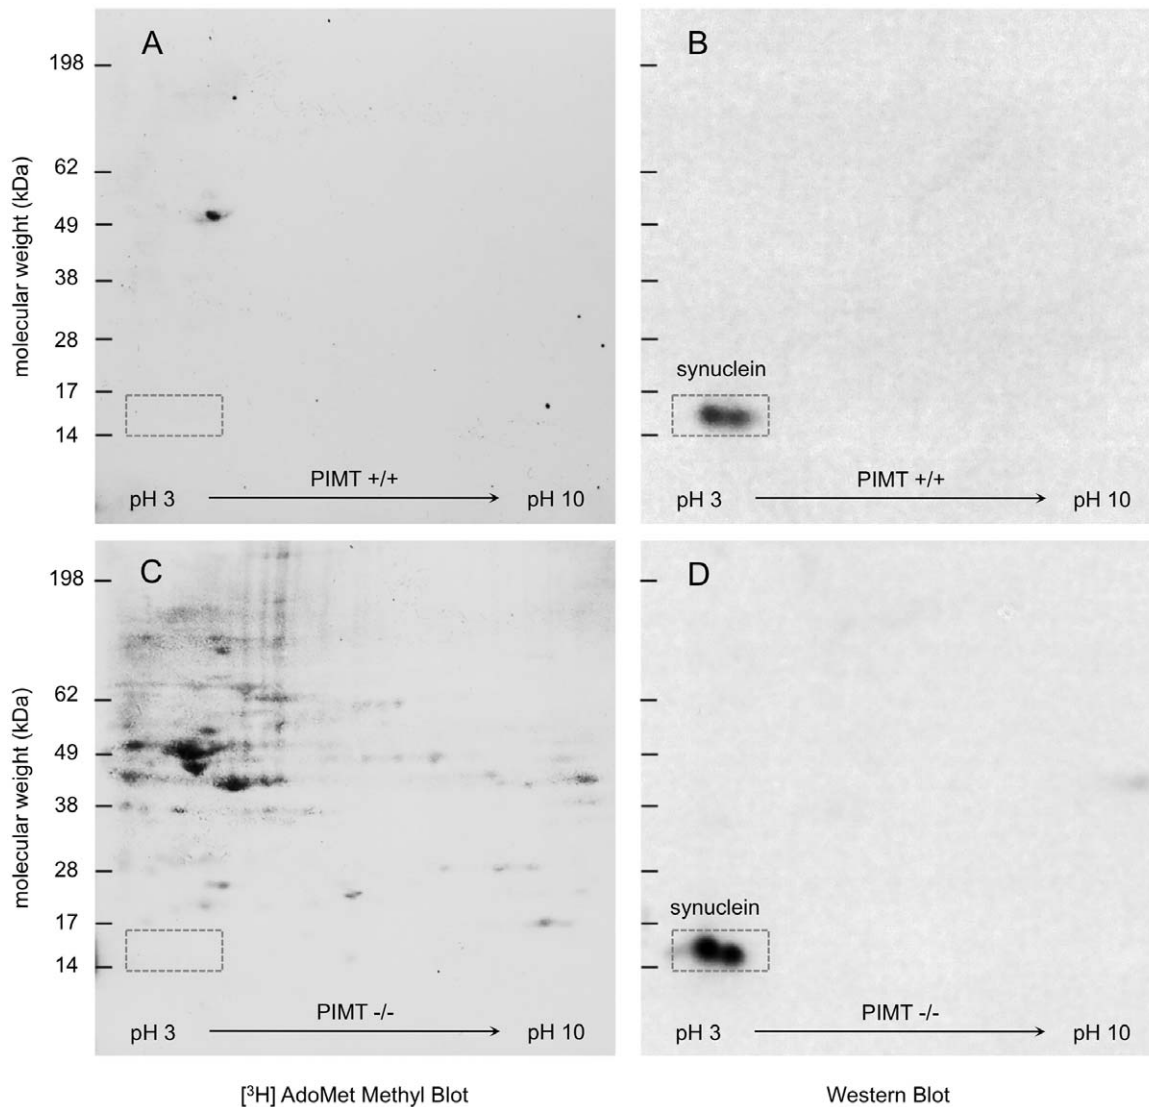 A
B
molecular weight (kDa)
198
62
49
38
28
17
14
synuclein
PIMT +/+
pH 3
pH 10
PIMT +/+
pH 3
pH 10
C
D
molecular weight (kDa)
198
62
49
38
28
17
14
synuclein
PIMT -/-
pH 3
pH 10
PIMT -/-
pH 3
pH 10
[³H] AdoMet Methyl Blot
Western Blot